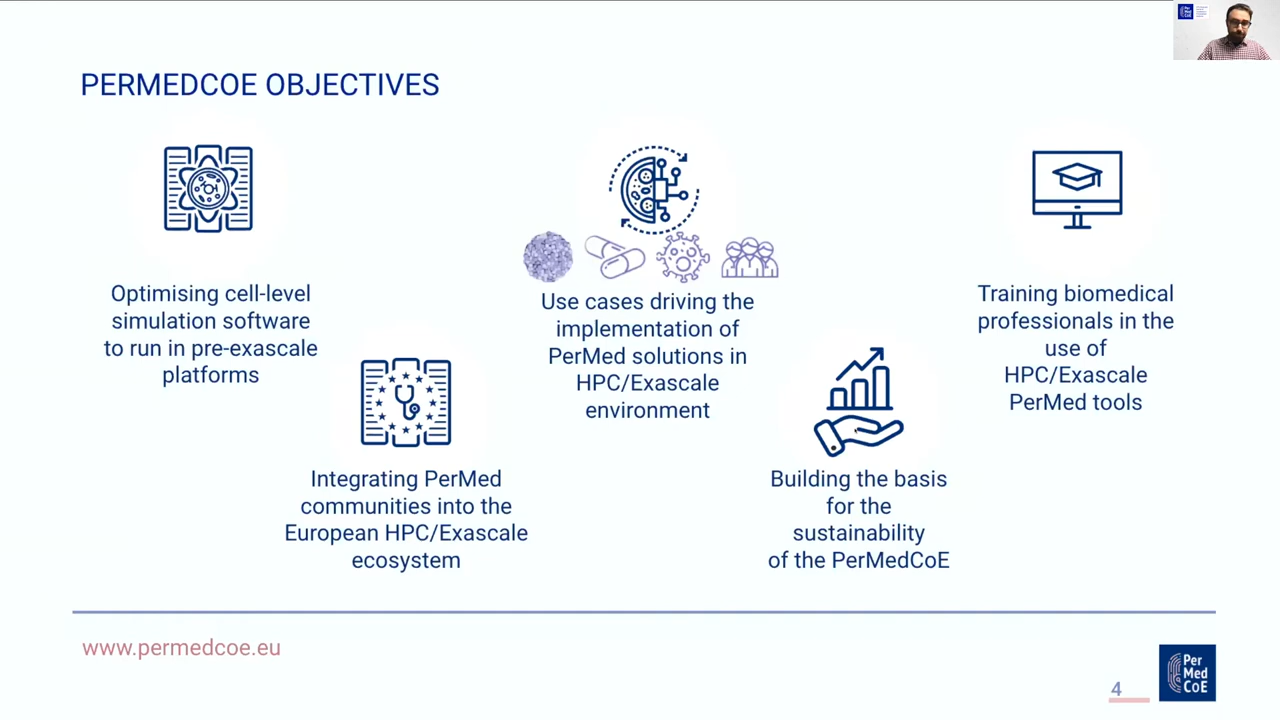 PERMEDCOE OBJECTIVES
Optimising cell-level
simulation software
to run in pre-exascale
platforms
Integrating PerMed
communities into the
European HPC/Exascale
ecosystem
Use cases driving the
implementation of
PerMed solutions in
HPC/Exascale
environment
Building the basis
for the
sustainability
of the PerMedCoE
Training biomedical
professionals in the
use of
HPC/Exascale
PerMed tools
www.permedcoe.eu
4
Per
Med
CoE
Per
Med
CoE